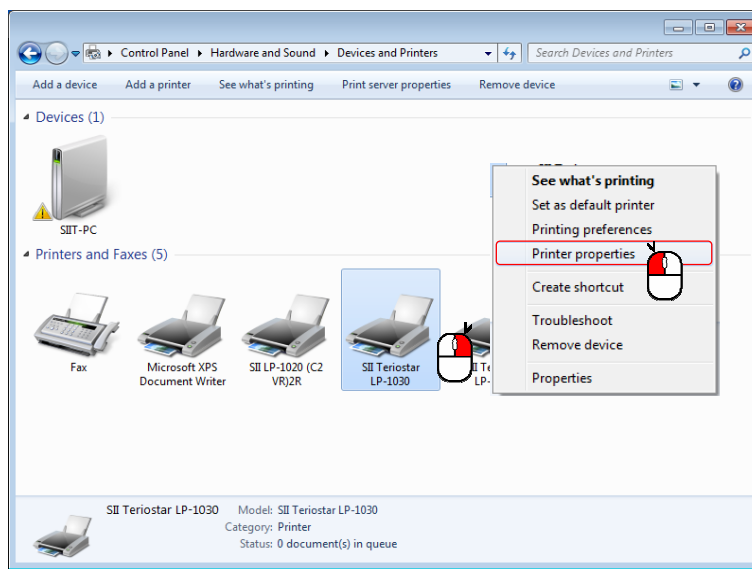 Control Panel Hardware and Sound Devices and Printers Search Devices and Printers
Add a device Add a printer See what's printing Print server properties Remove device
Devices (1)
SIIT-PC
Printers and Faxes (5)
Fax
Microsoft XPS
Document Writer
SII LP-1020 (C2
VR)2R
SII Teriostar
LP-1030
LP-
See what's printing
Set as default printer
Printing preferences
Printer properties
Create shortcut
Troubleshoot
Remove device
Properties
SII Teriostar LP-1030 Model: SII Teriostar LP-1030
Category: Printer
Status: 0 document(s) in queue